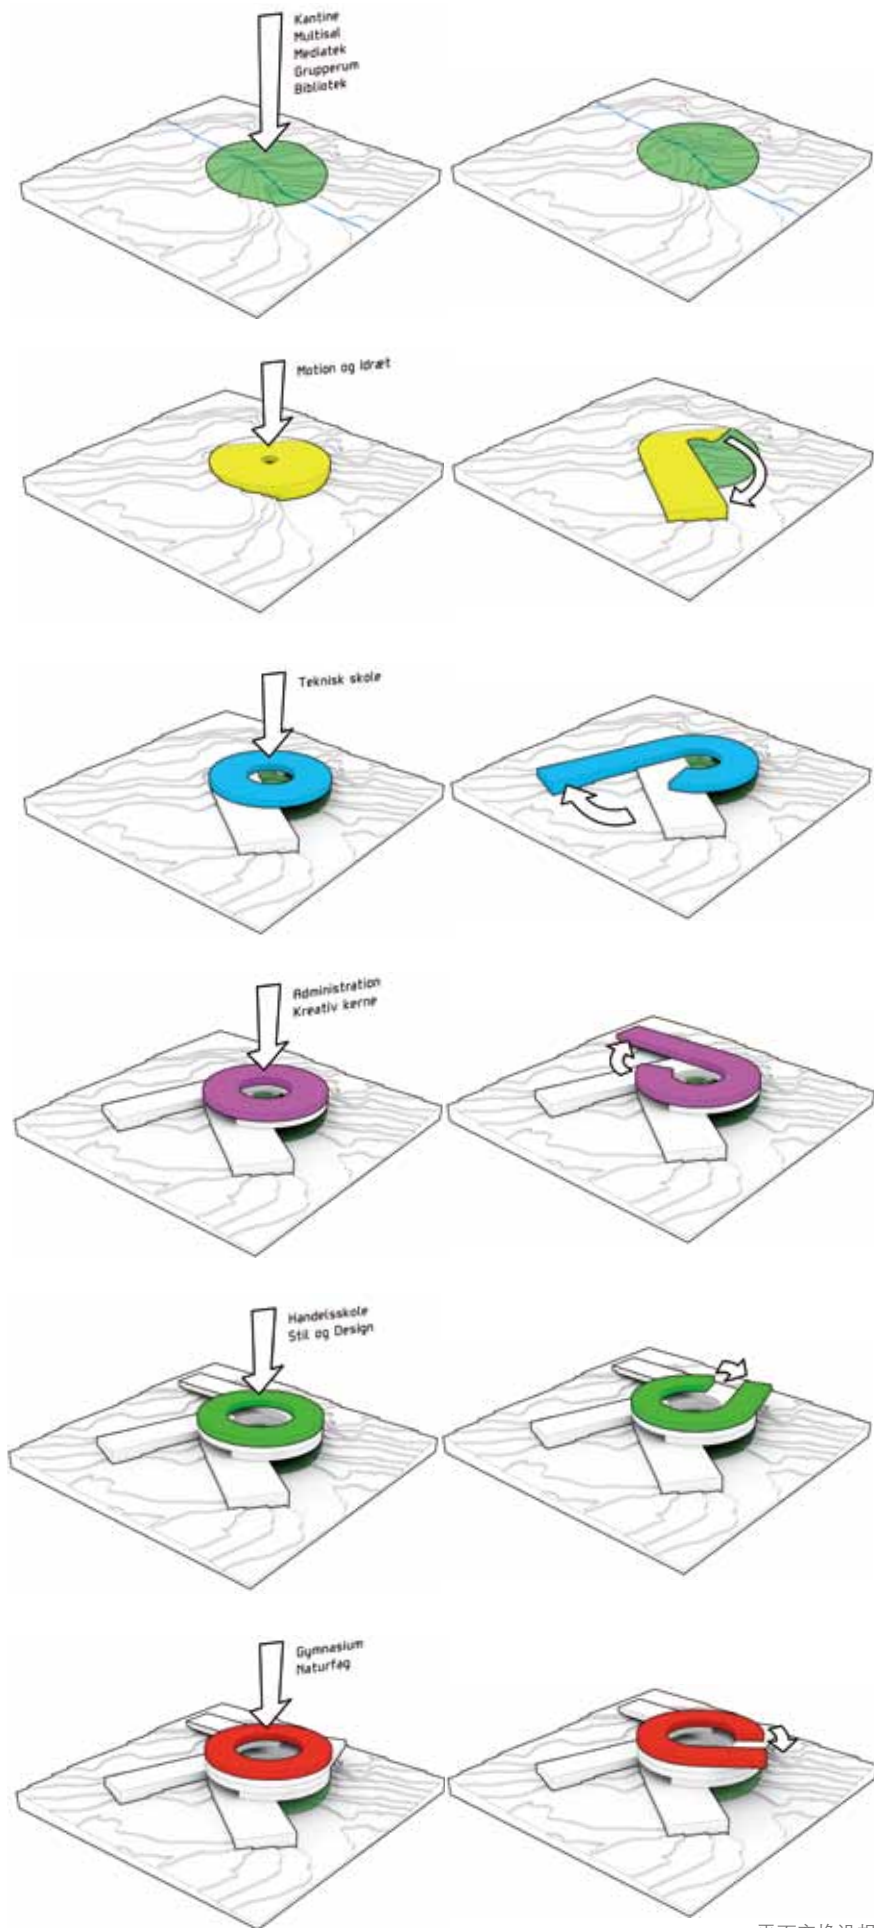 Kantine
Multisal
Mediatek
Grupperum
Bibliotek
Motion og Idræt
Teknisk skole
Administration
Kreativ kerne
Handelsskole
Stil og Design
Gymnasium
Naturfag